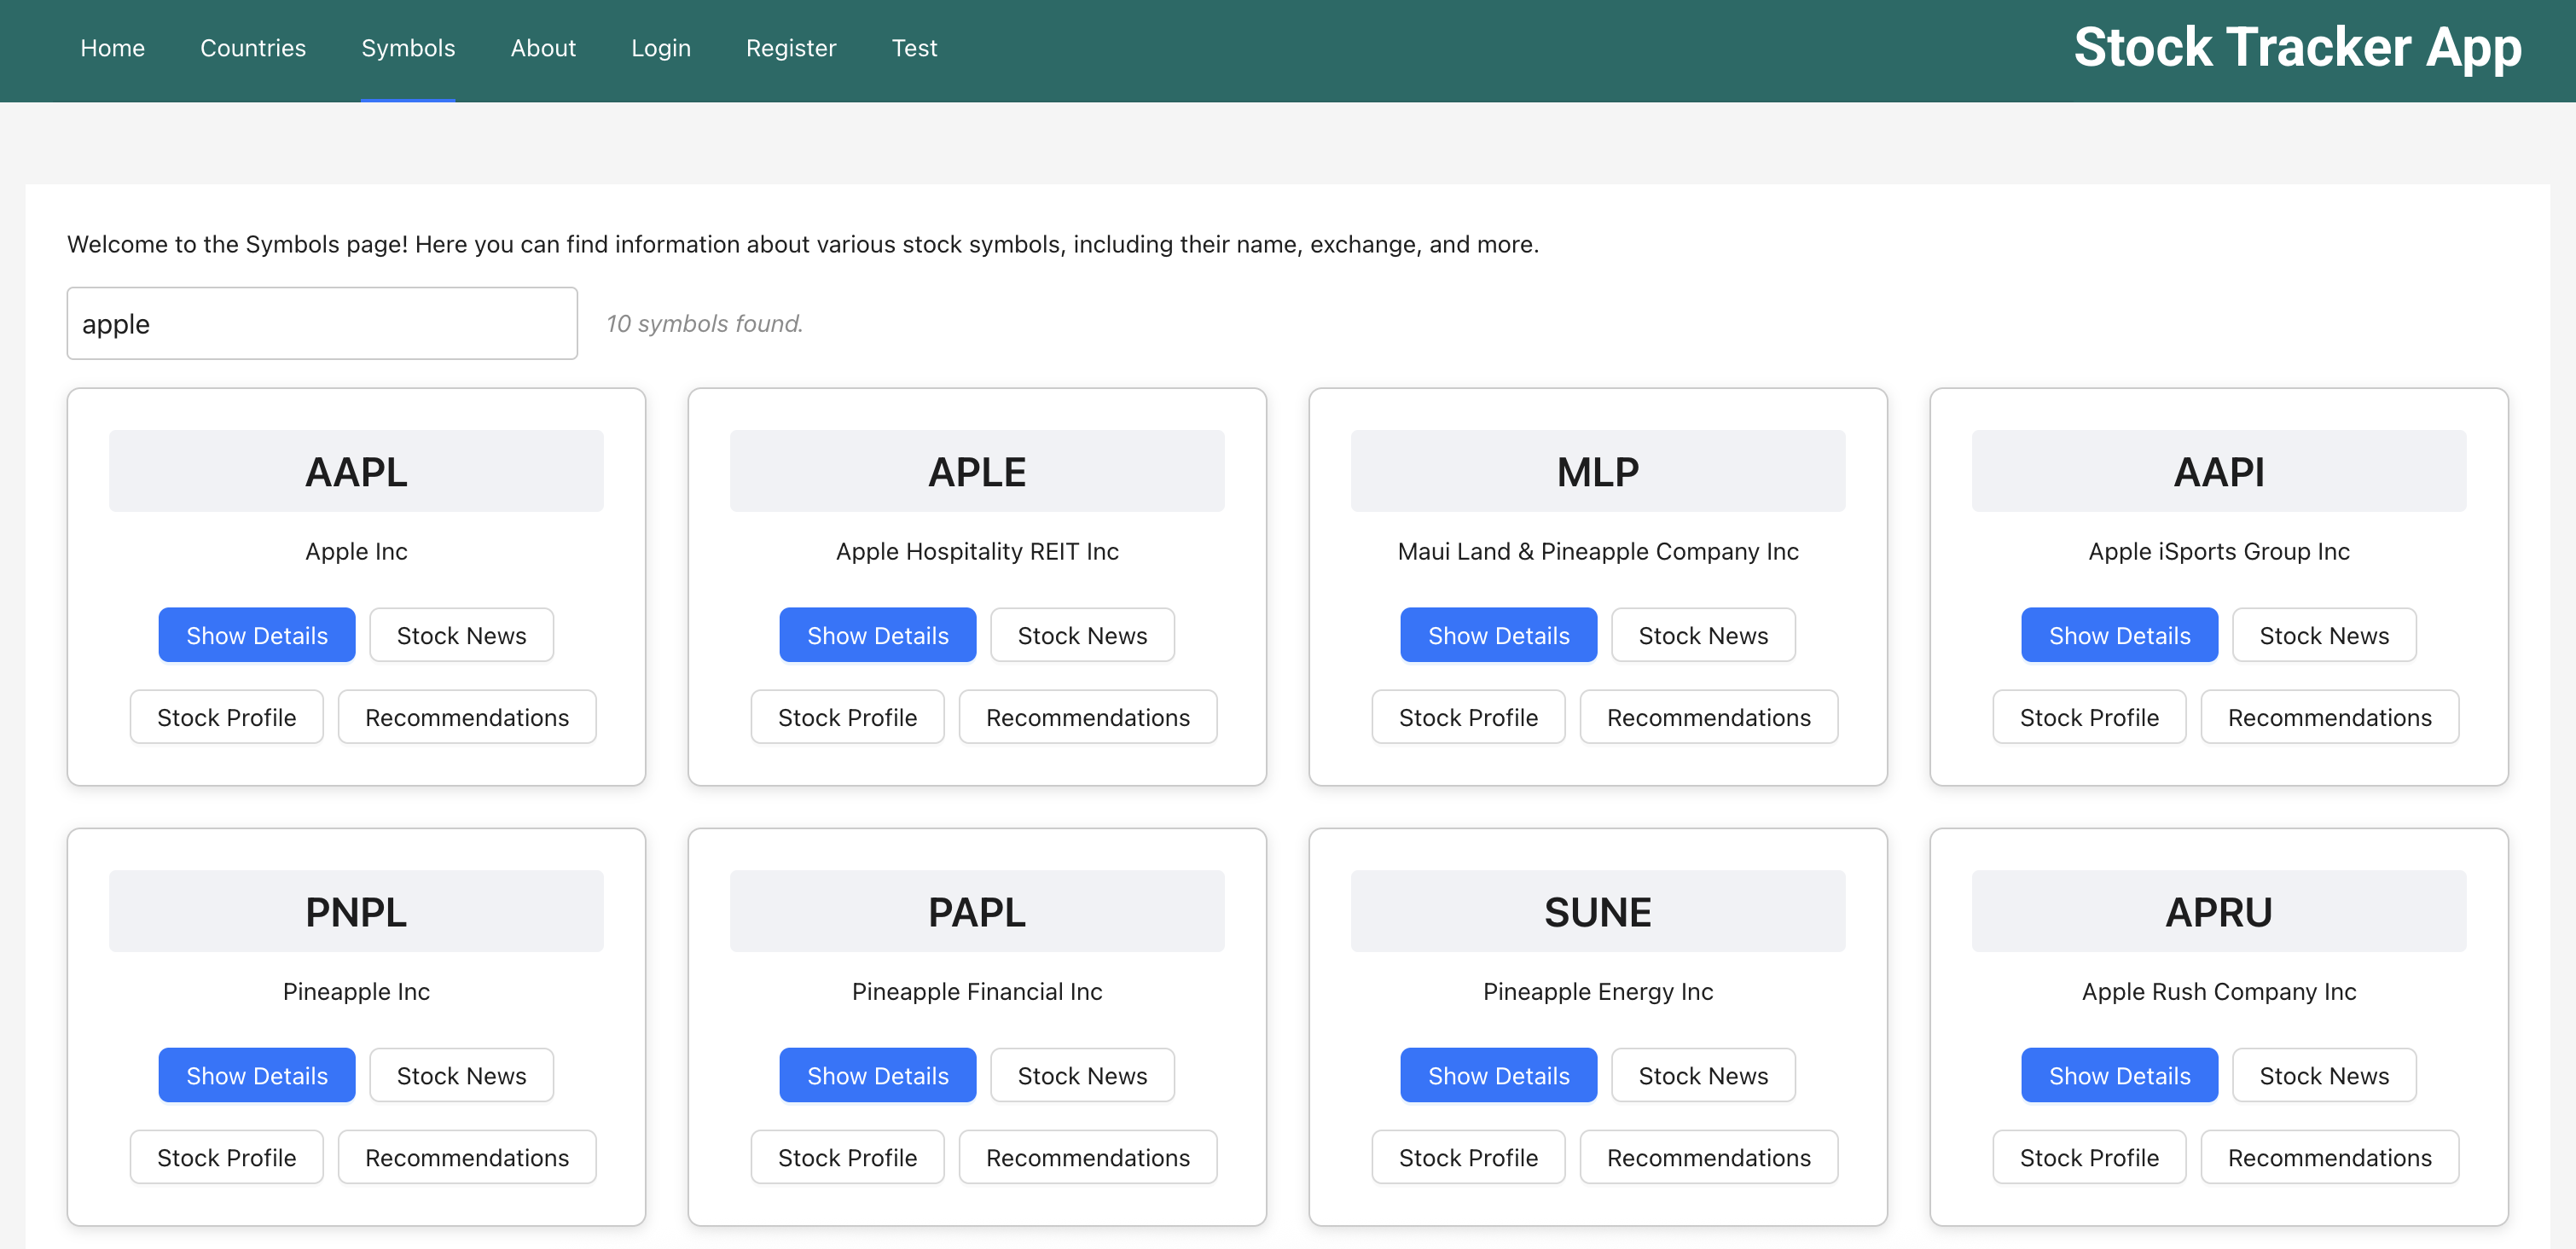 Home Countries Symbols About Login Register Test Stock Tracker App
Welcome to the Symbols page! Here you can find information about various stock symbols, including their name, exchange, and more.
apple 10 symbols found.
AAPL APLE MLP AAPI
Apple Inc Apple Hospitality REIT Inc Maui Land & Pineapple Company Inc Apple iSports Group Inc
Show Details Stock News Show Details Stock News Show Details Stock News Show Details Stock News
Stock Profile Recommendations Stock Profile Recommendations Stock Profile Recommendations Stock Profile Recommendations
PNPL PAPL SUNE APRU
Pineapple Inc Pineapple Financial Inc Pineapple Energy Inc Apple Rush Company Inc
Show Details Stock News Show Details Stock News Show Details Stock News Show Details Stock News
Stock Profile Recommendations Stock Profile Recommendations Stock Profile Recommendations Stock Profile Recommendations